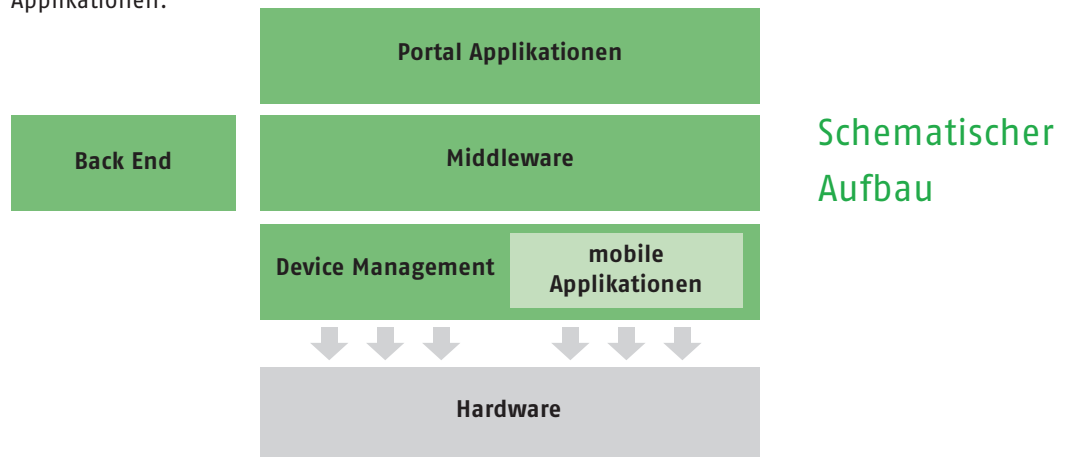 Applikationen.
Portal Applikationen
Back End
Middleware
Schematischer
Aufbau
Device Management
mobile
Applikationen
Hardware